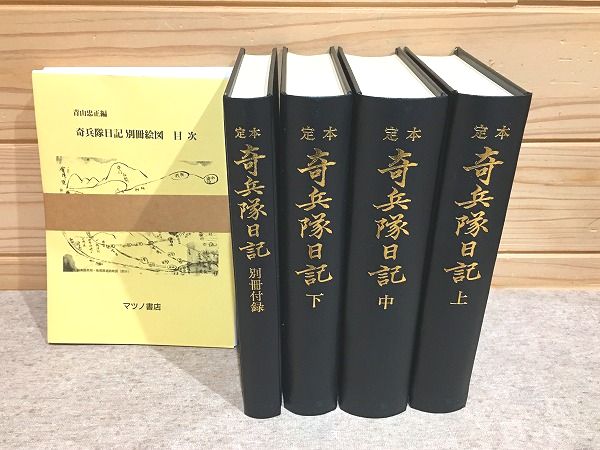 青山忠正編
奇兵隊日記 別冊絵図 目次
マツノ書店
定本
奇兵隊日記
別冊付録
定本
奇兵隊日記
下
定本
奇兵隊日記
中
定本
奇兵隊日記
上